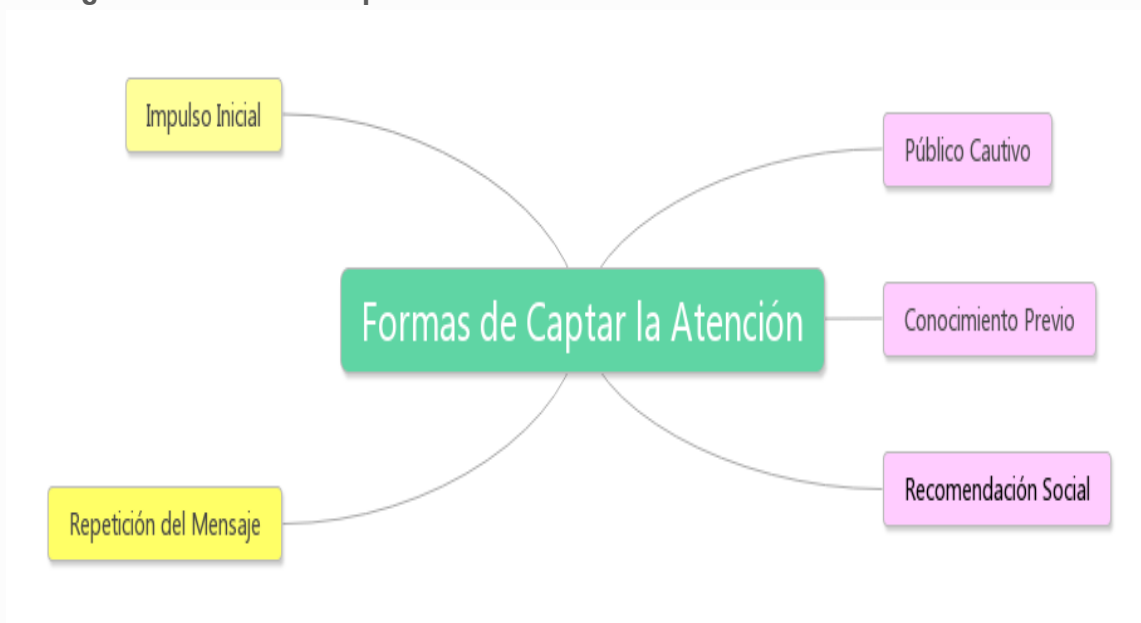 Impulso Inicial
Público Cautivo
Formas de Captar la Atención
Conocimiento Previo
Recomendación Social
Repetición del Mensaje